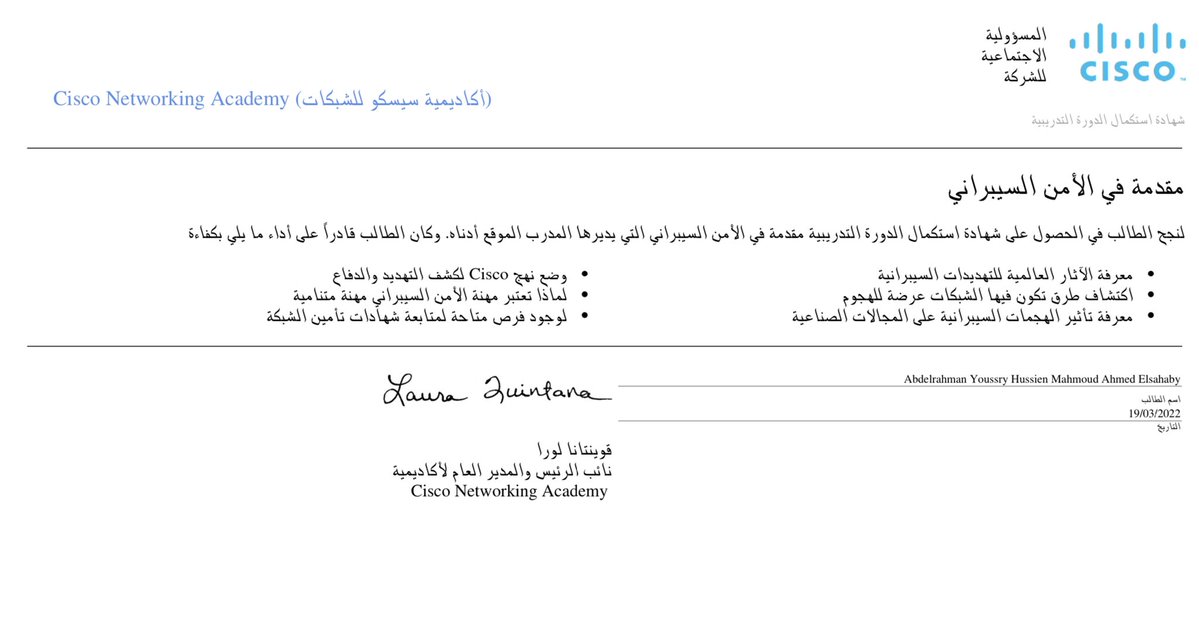 المسؤولية
الاجتماعية
للشركة
CISCO™
Cisco Networking Academy (أكاديمية سيسكو للشبكات)
شهادة استكمال الدورة التدريبية
مقدمة في الأمن السيبراني
لنجح الطالب في الحصول على شهادة استكمال الدورة التدريبية مقدمة في الأمن السيبراني التي يديرها المدرب الموقع أدناه. وكان الطالب قادراً على أداء ما يلي بكفاءة
• معرفة الآثار العالمية للتهديدات السيبرانية
• اكتشاف طرق تكون فيها الشبكات عرضة للهجوم
• معرفة تأثير الهجمات السيبرانية على المجالات الصناعية
• وضع نهج Cisco لكشف التهديد والدفاع
• لماذا تعتبر مهنة الأمن السيبراني مهنة متنامية
• لوجود فرص متاحة لمتابعة شهادات تأمين الشبكة
Abdelrahman Youssry Hussien Mahmoud Ahmed Elsahaby
اسم الطالب
19/03/2022
التاريخ
Laura Quintana
قوينتانا لورا
نائب الرئيس والمدير العام لأكاديمية
Cisco Networking Academy